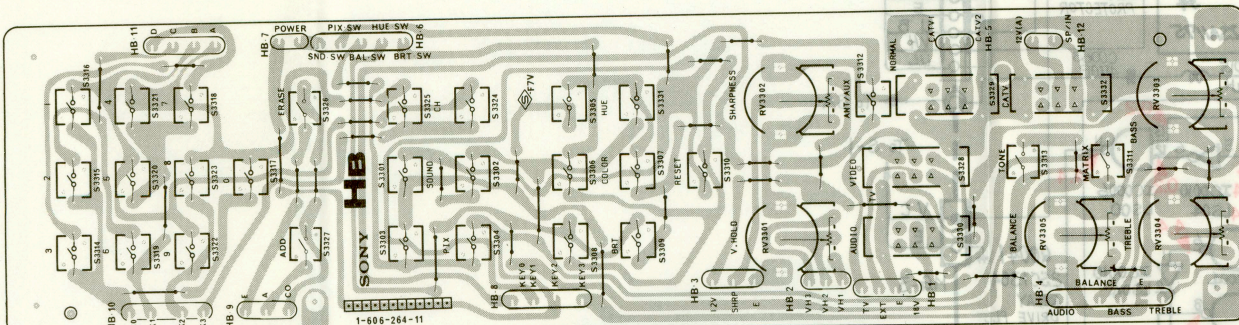 HB-11
D
C
B
A
HB-7
POWER
PIX·SW HUE SW
HB-6
SND·SW BAL·SW BRT SW
CATV1
CATV2
HB-5
12V(A)
SP/IN
HB-12
1
S3316
4
S3321
7
S3318
ERASE
S3326
S3325
CH
S3324
F7V
S3305
HUE
S3331
SHARPNESS
RV3302
S3312
NORMAL
ANT/AUX
S3329
CATV
S3332
RV3303
BASS
2
S3315
5
S3320
8
S3323
0
S3317
HB
S3301
SOUND
S3302
S3306
COLOR
S3307
RESET
S3310
VIDEO
S3328
TONE
S3313
MATRIX
S3311
TV
3
S3314
6
S3319
9
S3322
ADD
S3327
SONY
S3303
PIX
S3304
S3308
BRT
S3309
V.HOLD
RV3301
AUDIO
S3330
BALANCE
RV3305
TREBLE
RV3304
HB-10
HB-9
E
A
CO
1-606-264-11
HB-8
KEY0
KEY1
KEY2
KEY3
HB-3
12V
SHRP
E
HB-2
VH3
VH2
VH1
TV
EXT
E
18V
HB-1
HB-4
BALANCE
E
AUDIO
BASS
TREBLE